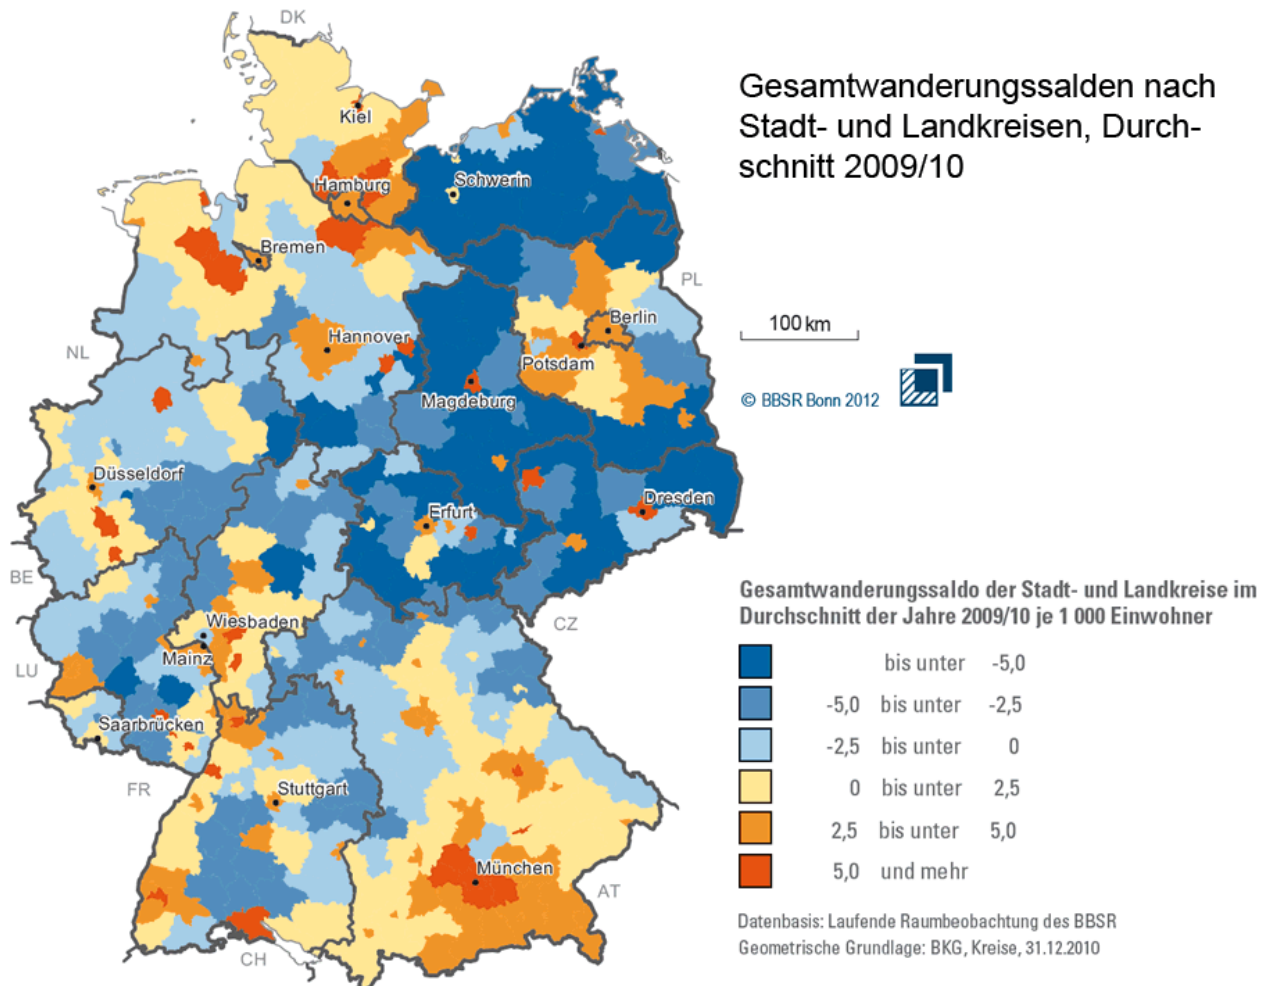 DK
Gesamtwanderungssalden nach
Stadt- und Landkreisen, Durch-
schnitt 2009/10
Kiel
Hamburg
Schwerin
Bremen
PL
Berlin
100 km
Hannover
NL
Potsdam
Magdeburg
© BBSR Bonn 2012
Düsseldorf
Dresden
Erfurt
BE
Gesamtwanderungssaldo der Stadt- und Landkreise im
Durchschnitt der Jahre 2009/10 je 1 000 Einwohner
Wiesbaden
CZ
Mainz
LU
bis unter -5,0
-5,0 bis unter -2,5
Saarbrücken
-2,5 bis unter 0
FR
Stuttgart
0 bis unter 2,5
2,5 bis unter 5,0
München
5,0 und mehr
AT
CH
Datenbasis: Laufende Raumbeobachtung des BBSR
Geometrische Grundlage: BKG, Kreise, 31.12.2010